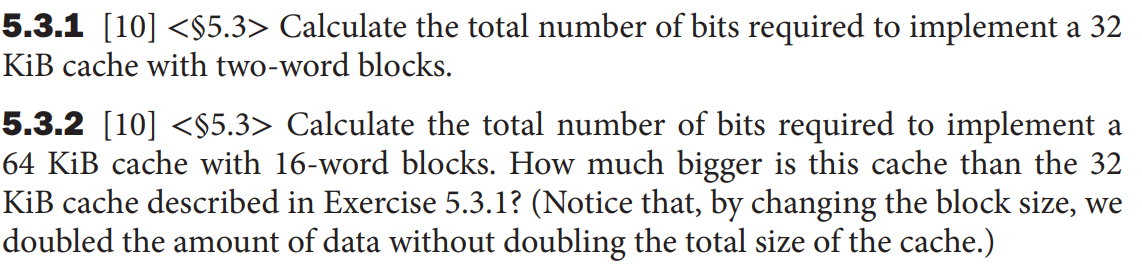 5.3.1 [10] <§5.3> Calculate the total number of bits required to implement a 32
KiB cache with two-word blocks.
5.3.2 [10] <§5.3> Calculate the total number of bits required to implement a
64 KiB cache with 16-word blocks. How much bigger is this cache than the 32
KiB cache described in Exercise 5.3.1? (Notice that, by changing the block size, we
doubled the amount of data without doubling the total size of the cache.)